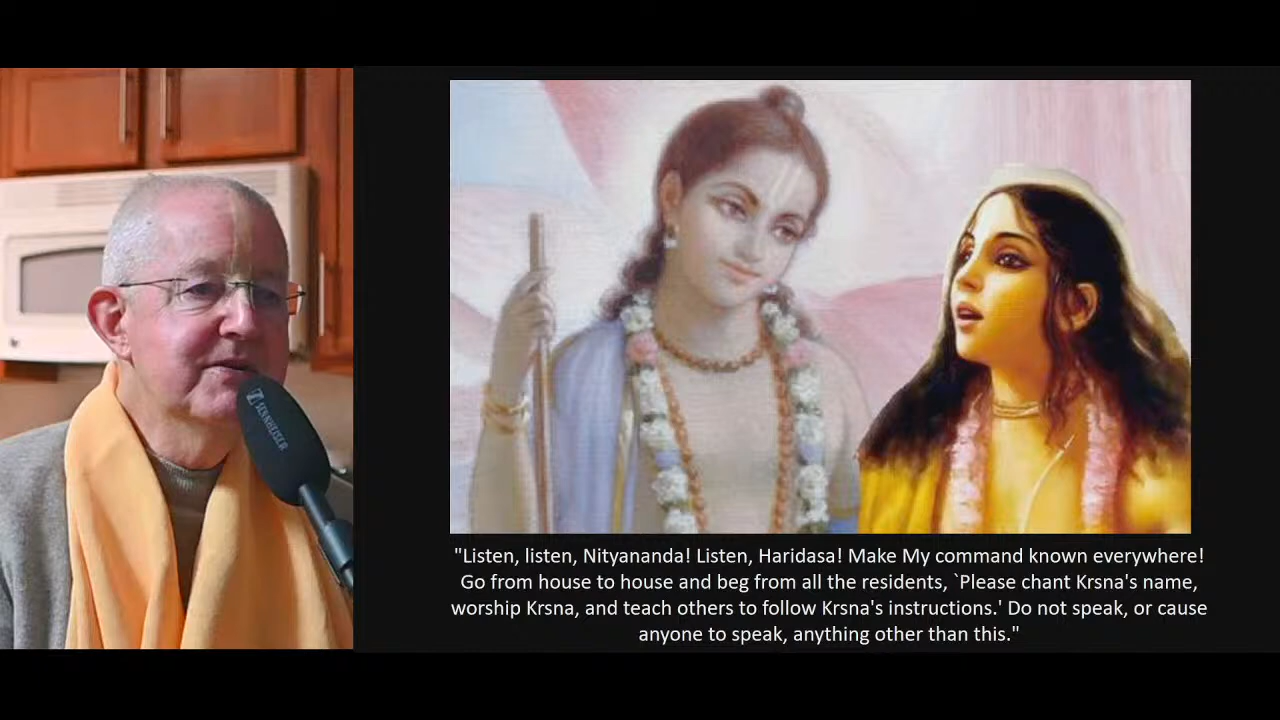 SENNHEISER
"Listen, listen, Nityananda! Listen, Haridasa! Make My command known everywhere!
Go from house to house and beg from all the residents, `Please chant Krsna's name,
worship Krsna, and teach others to follow Krsna's instructions.' Do not speak, or cause
anyone to speak, anything other than this."